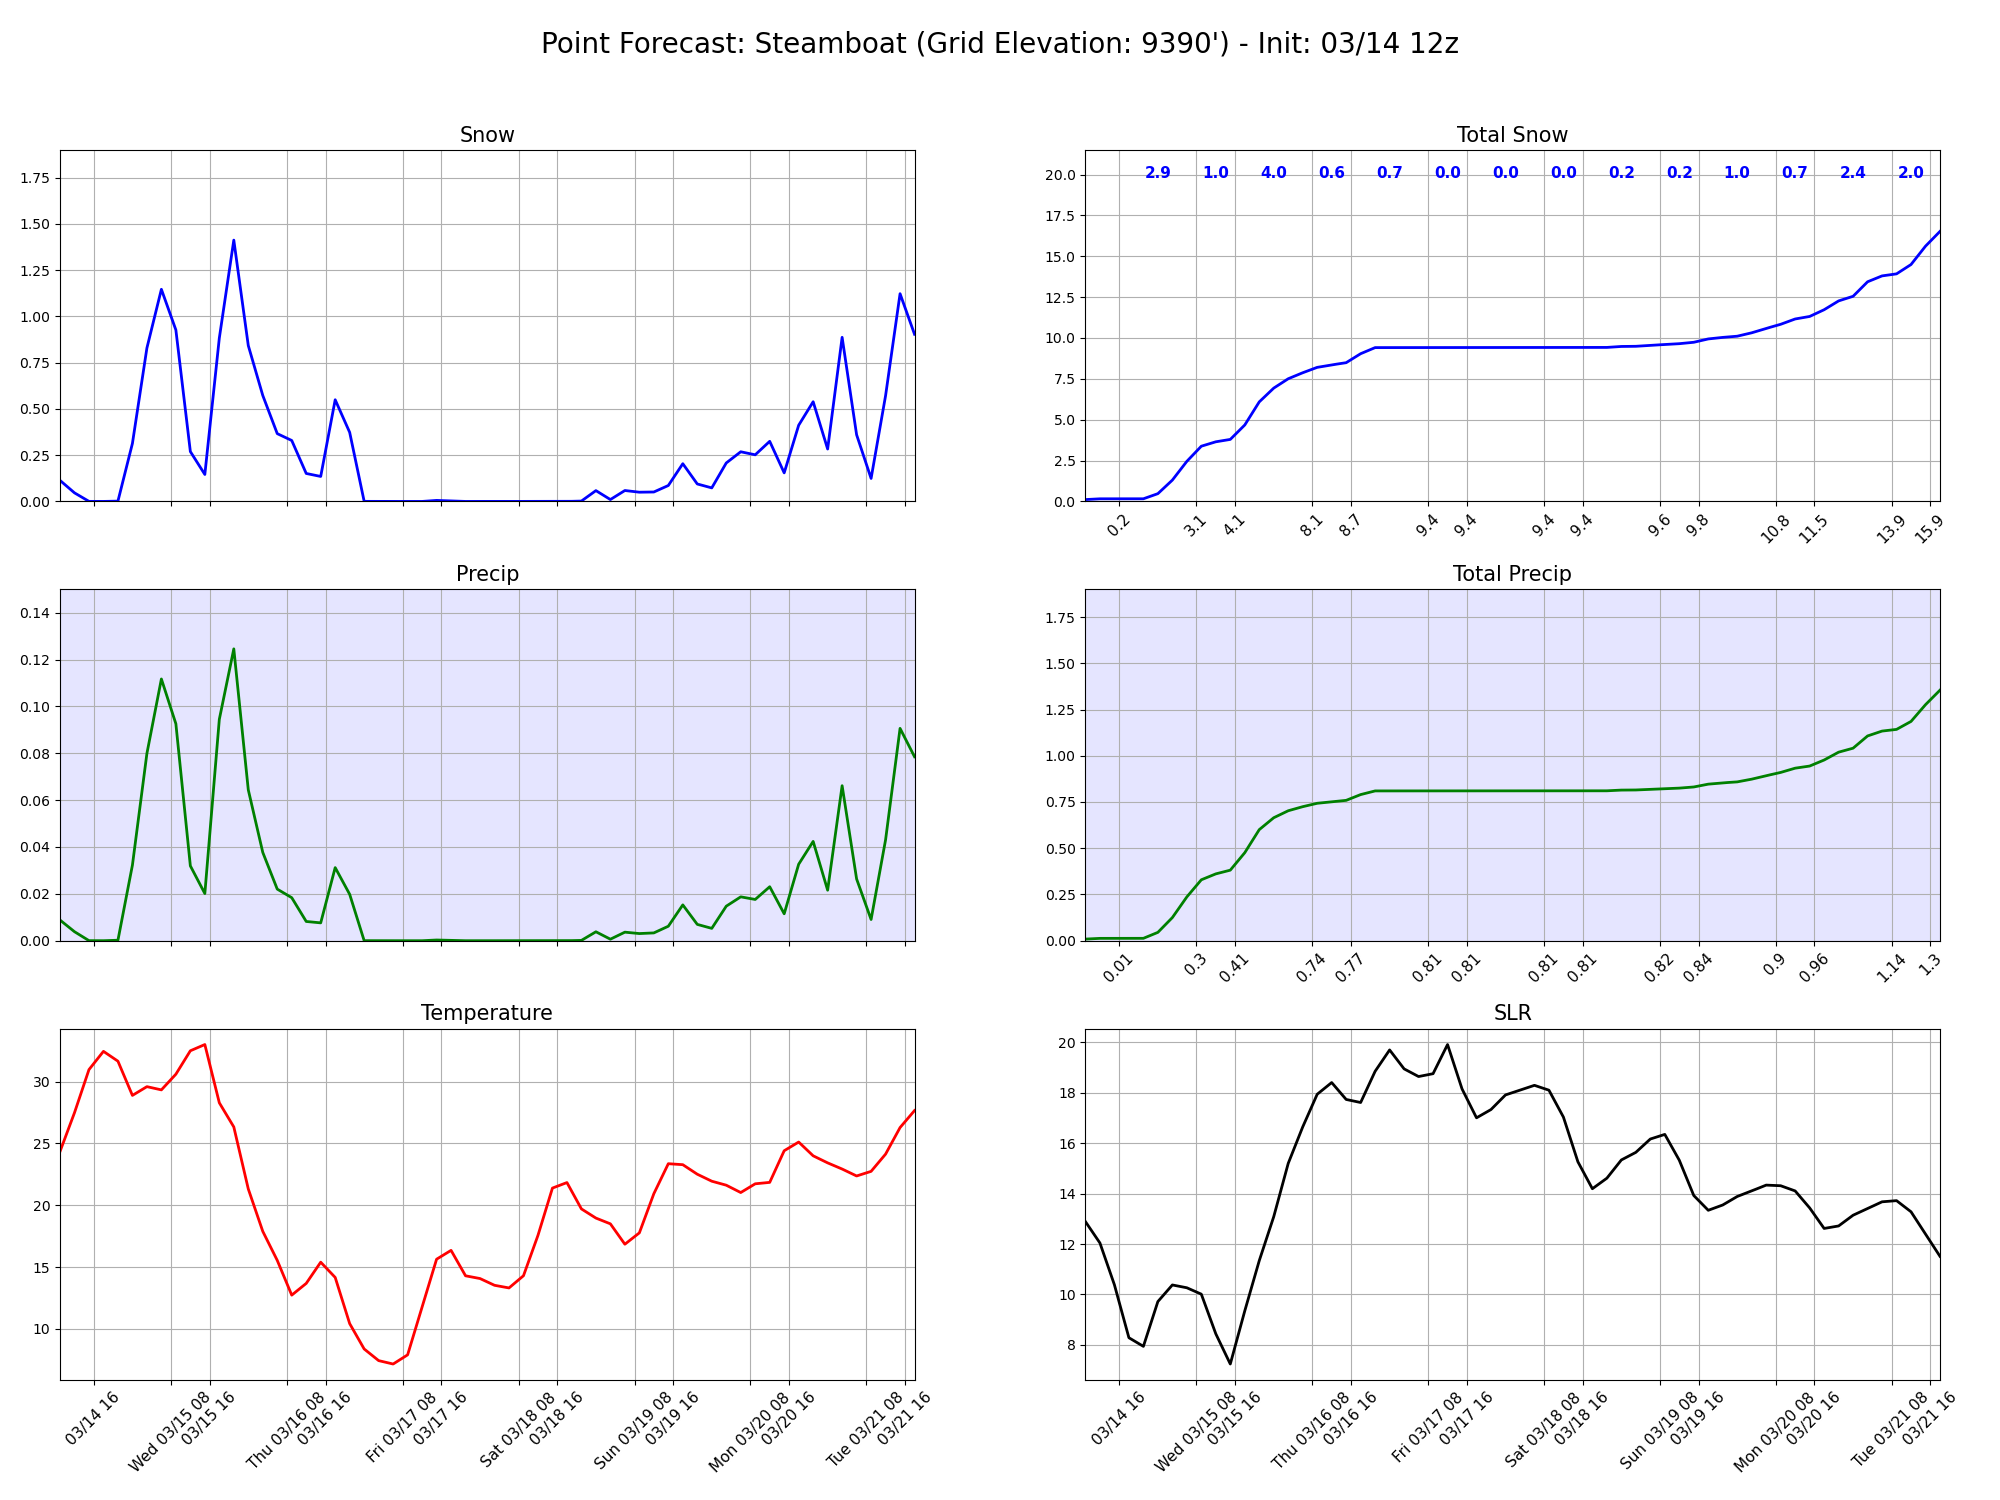 Point Forecast: Steamboat (Grid Elevation: 9390') - Init: 03/14 12z
Snow
1.75
1.50
1.25
1.00
0.75
0.50
0.25
0.00
Total Snow
2.9 1.0 4.0 0.6 0.7 0.0 0.0 0.0 0.2 0.2 1.0 0.7 2.4 2.0
20.0
17.5
15.0
12.5
10.0
7.5
5.0
2.5
0.0
0.2 3.1 4.1 8.1 8.7 9.4 9.4 9.4 9.4 9.6 9.8 10.8 11.5 13.9 15.9
Precip
0.14
0.12
0.10
0.08
0.06
0.04
0.02
0.00
Total Precip
1.75
1.50
1.25
1.00
0.75
0.50
0.25
0.00
0.01 0.3 0.41 0.74 0.77 0.81 0.81 0.81 0.81 0.82 0.84 0.9 0.96 1.14 1.3
Temperature
30
25
20
15
10
03/14 16
Wed 03/15 08
03/15 16
Thu 03/16 08
03/16 16
Fri 03/17 08
03/17 16
Sat 03/18 08
03/18 16
Sun 03/19 08
03/19 16
Mon 03/20 08
03/20 16
Tue 03/21 08
03/21 16
SLR
20
18
16
14
12
10
8
03/14 16
Wed 03/15 08
03/15 16
Thu 03/16 08
03/16 16
Fri 03/17 08
03/17 16
Sat 03/18 08
03/18 16
Sun 03/19 08
03/19 16
Mon 03/20 08
03/20 16
Tue 03/21 08
03/21 16